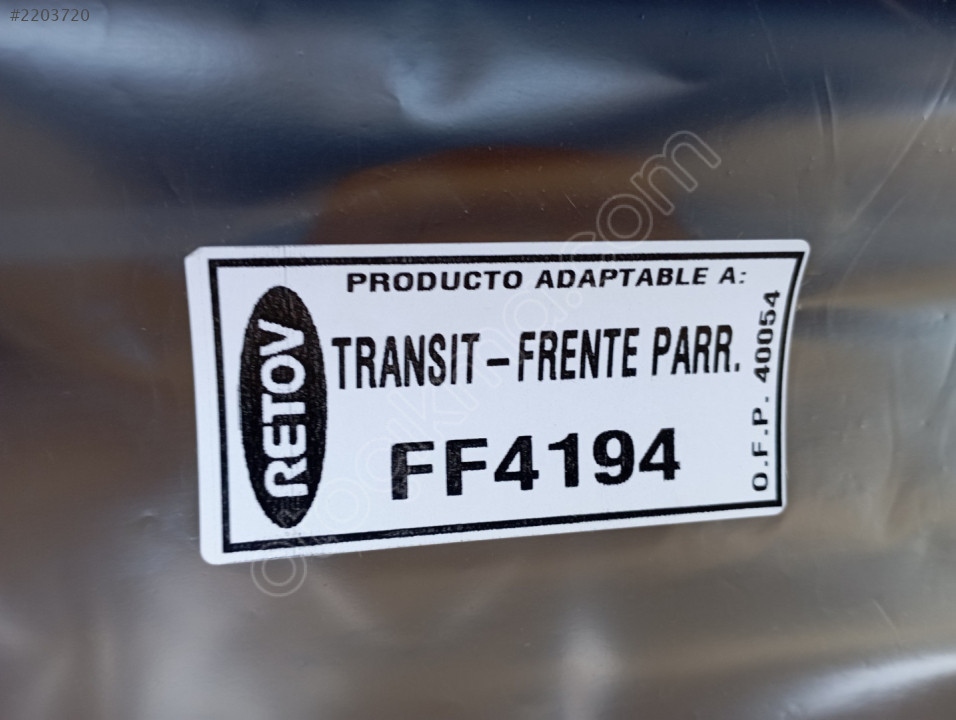 #2203720
PRODUCTO ADAPTABLE A:
RETOV
TRANSIT – FRENTE PARR.
FF4194
O.F.P. 40054